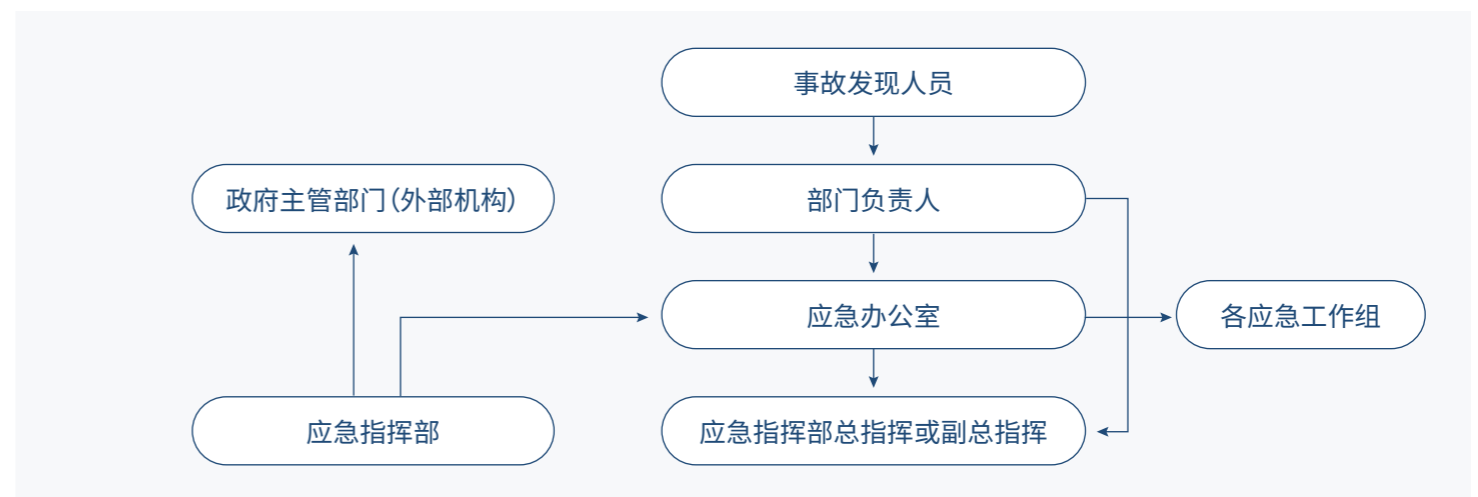 事故发现人员
政府主管部门(外部机构)
部门负责人
应急办公室
各应急工作组
应急指挥部
应急指挥部总指挥或副总指挥